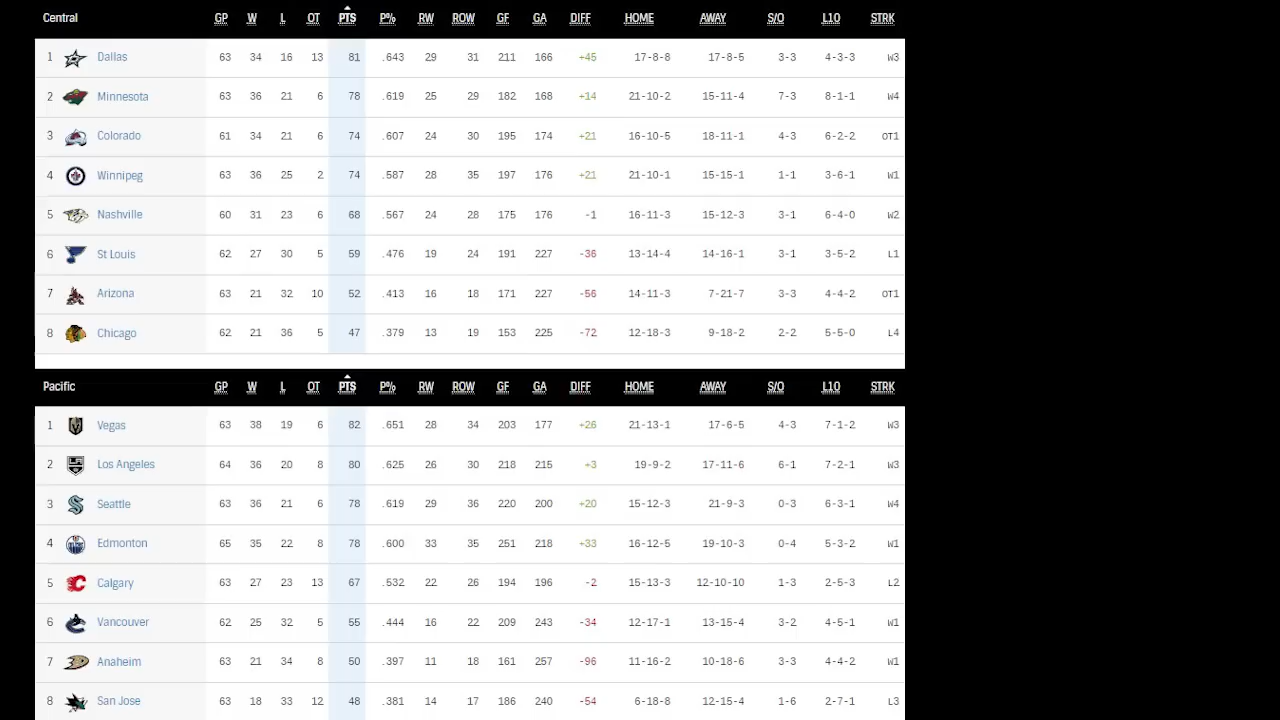 Central GP W L OT PTS P% RW ROW GF GA DIFF HOME AWAY S/O L10 STRK
1 Dallas 63 34 16 13 81 .643 29 31 211 166 +45 17-8-8 17-8-5 3-3 4-3-3 W3
2 Minnesota 63 36 21 6 78 .619 25 29 182 168 +14 21-10-2 15-11-4 7-3 8-1-1 W4
3 Colorado 61 34 21 6 74 .607 24 30 195 174 +21 16-10-5 18-11-1 4-3 6-2-2 OT1
4 Winnipeg 63 36 25 2 74 .587 28 35 197 176 +21 21-10-1 15-15-1 1-1 3-6-1 W1
5 Nashville 60 31 23 6 68 .567 24 28 175 176 -1 16-11-3 15-12-3 3-1 6-4-0 W2
6 St Louis 62 27 30 5 59 .476 19 24 191 227 -36 13-14-4 14-16-1 3-1 3-5-2 L1
7 Arizona 63 21 32 10 52 .413 16 18 171 227 -56 14-11-3 7-21-7 3-3 4-4-2 OT1
8 Chicago 62 21 36 5 47 .379 13 19 153 225 -72 12-18-3 9-18-2 2-2 5-5-0 L4
Pacific GP W L OT PTS P% RW ROW GF GA DIFF HOME AWAY S/O L10 STRK
1 Vegas 63 38 19 6 82 .651 28 34 203 177 +26 21-13-1 17-6-5 4-3 7-1-2 W3
2 Los Angeles 64 36 20 8 80 .625 26 30 218 215 +3 19-9-2 17-11-6 6-1 7-2-1 W3
3 Seattle 63 36 21 6 78 .619 29 36 220 200 +20 15-12-3 21-9-3 0-3 6-3-1 W4
4 Edmonton 65 35 22 8 78 .600 33 35 251 218 +33 16-12-5 19-10-3 0-4 5-3-2 W1
5 Calgary 63 27 23 13 67 .532 22 26 194 196 -2 15-13-3 12-10-10 1-3 2-5-3 L2
6 Vancouver 62 25 32 5 55 .444 16 22 209 243 -34 12-17-1 13-15-4 3-2 4-5-1 W1
7 Anaheim 63 21 34 8 50 .397 11 18 161 257 -96 11-16-2 10-18-6 3-3 4-4-2 W1
8 San Jose 63 18 33 12 48 .381 14 17 186 240 -54 6-18-8 12-15-4 1-6 2-7-1 L3